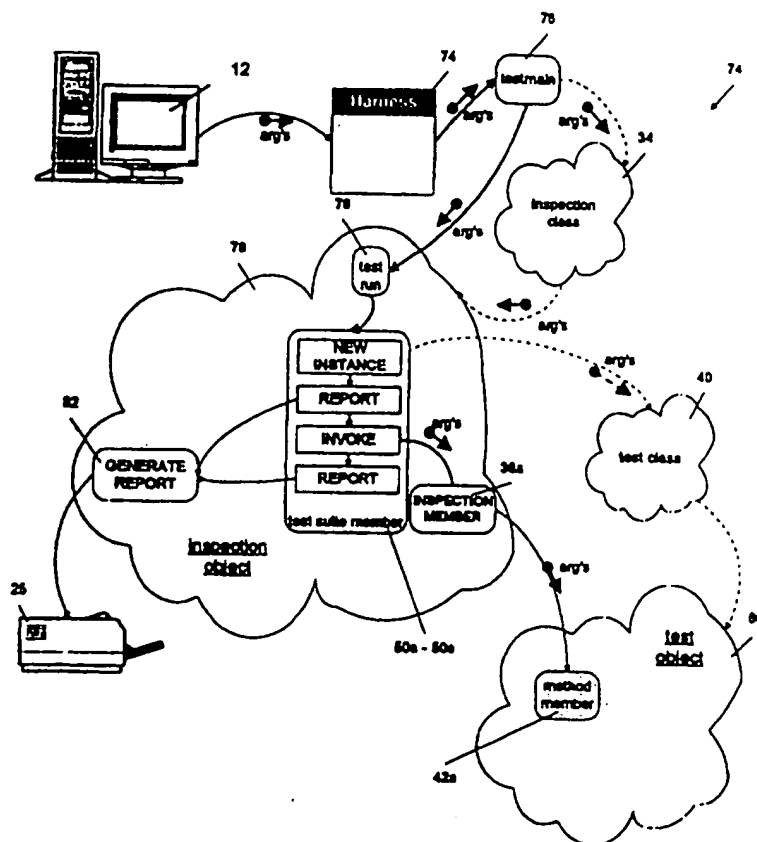 12
74
Harness
76
testmain
74
arg's
arg's
arg's
34
inspection
class
arg's
78
test
run
arg's
NEW
INSTANCE
REPORT
INVOKE
REPORT
test suite member
arg's
40
test class
82
GENERATE
REPORT
arg's
36a
INSPECTION
MEMBER
inspection
object
arg's
25
50a - 50e
test
object
method
member
42a